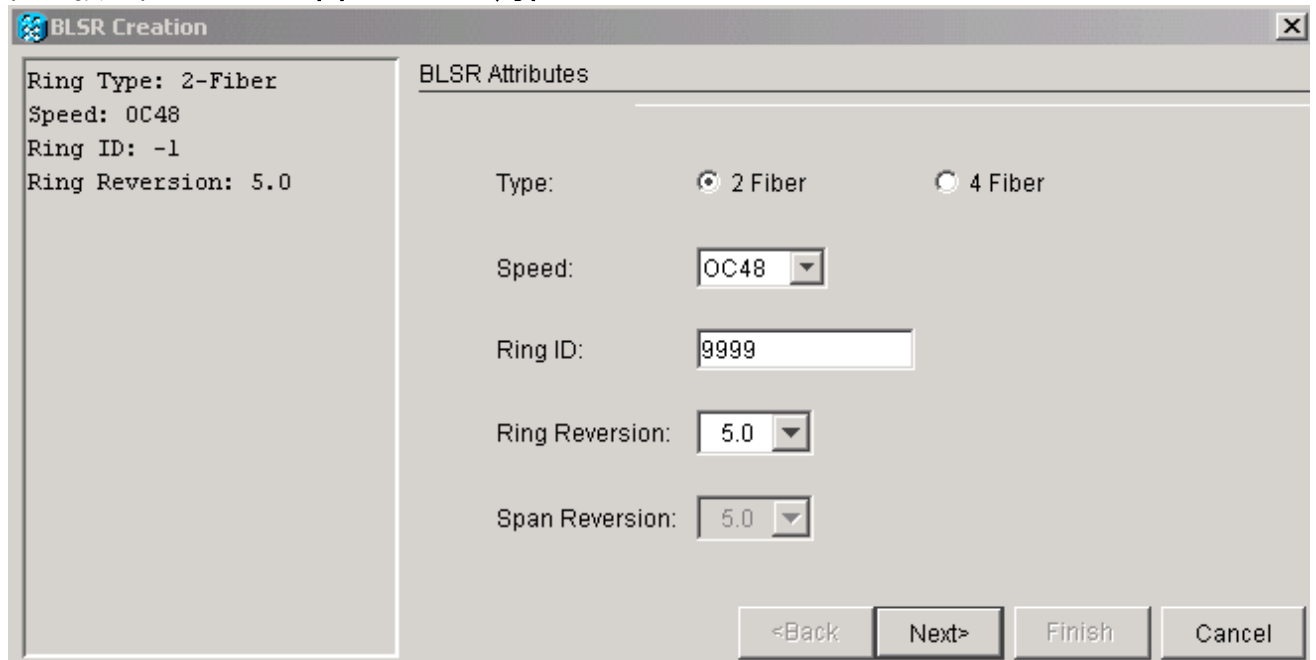 BLSR Creation
Ring Type: 2-Fiber
Speed: OC48
Ring ID: -1
Ring Reversion: 5.0
BLSR Attributes
Type: 2 Fiber 4 Fiber
Speed: OC48
Ring ID: 9999
Ring Reversion: 5.0
Span Reversion: 5.0
<Back Next> Finish Cancel